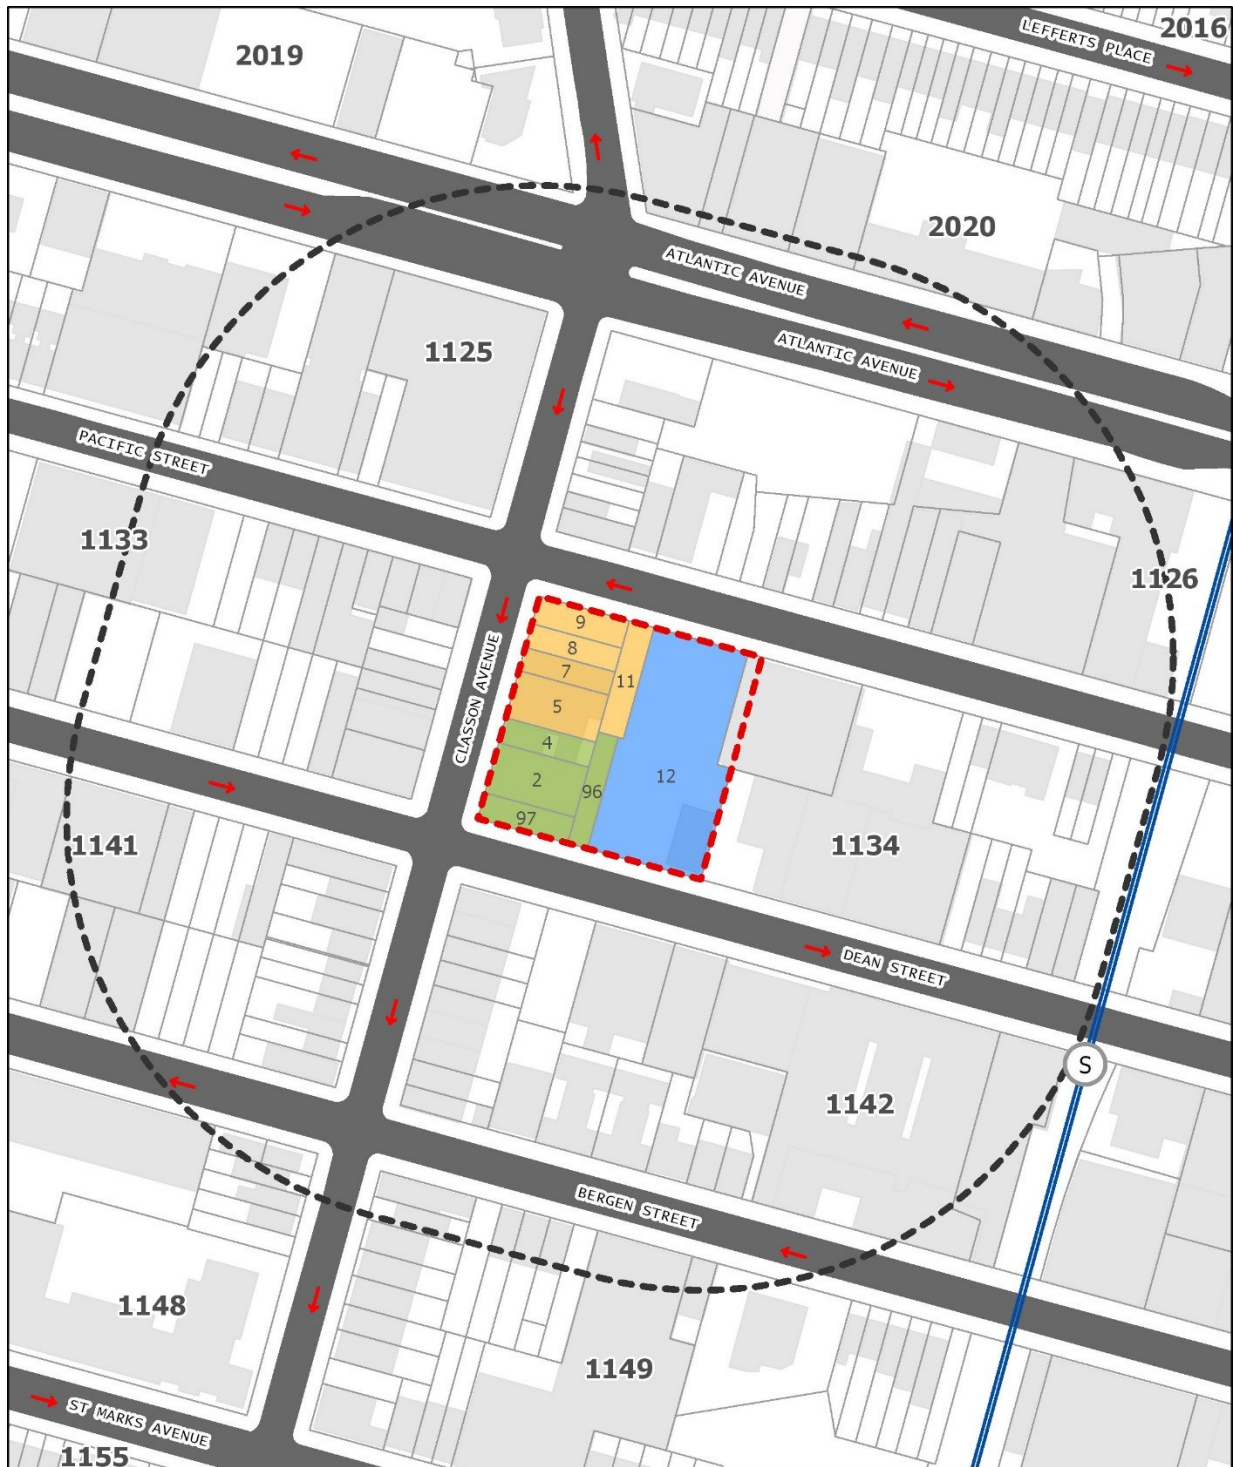 LEFFERTS PLACE
2016
2019
2020
ATLANTIC AVENUE
ATLANTIC AVENUE
1125
PACIFIC STREET
1133
1126
9
8
7
11
5
CLASSON AVENUE
4
12
2
96
97
1141
1134
DEAN STREET
S
1142
BERGEN STREET
1148
1149
ST MARKS AVENUE
1155